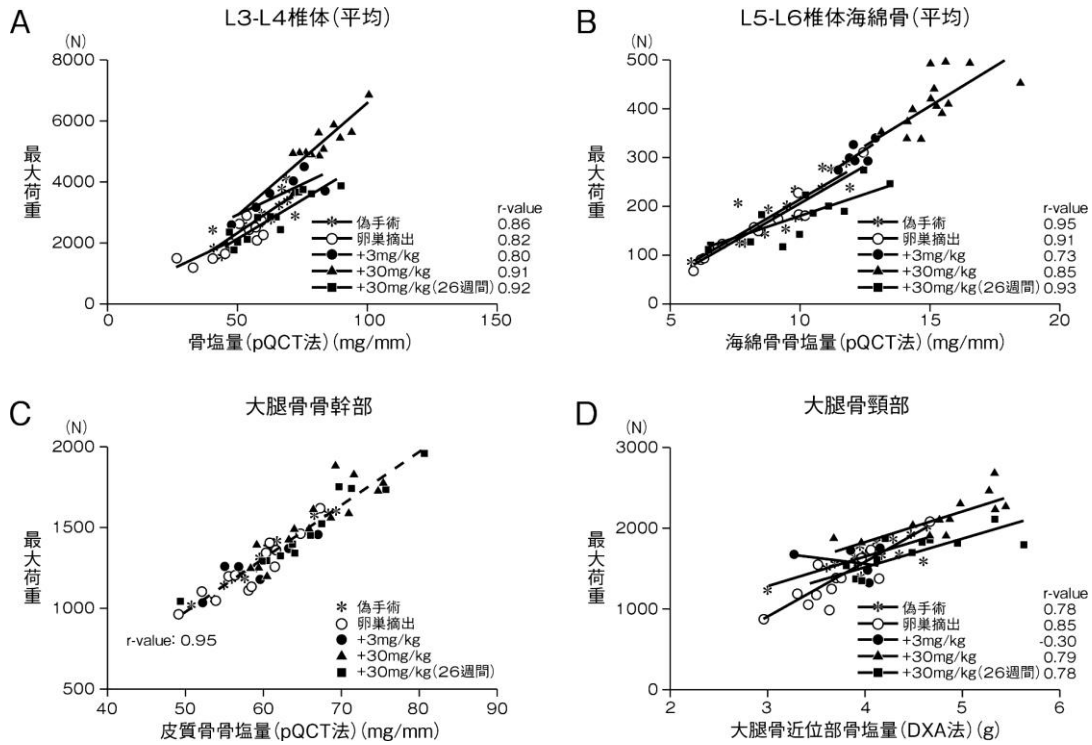 A
L3-L4椎体(平均)
(N)
8000
6000
4000
2000
0
0
50
100
150
最大荷重
骨塩量(pQCT法)(mg/mm)
r-value
偽手術 0.86
卵巣摘出 0.82
+3mg/kg 0.80
+30mg/kg 0.91
+30mg/kg(26週間) 0.92
B
L5-L6椎体海綿骨(平均)
(N)
500
400
300
200
100
0
5
10
15
20
最大荷重
海綿骨骨塩量(pQCT法)(mg/mm)
r-value
偽手術 0.95
卵巣摘出 0.91
+3mg/kg 0.73
+30mg/kg 0.85
+30mg/kg(26週間) 0.93
C
大腿骨骨幹部
(N)
2000
1500
1000
500
40
50
60
70
80
90
最大荷重
皮質骨骨塩量(pQCT法)(mg/mm)
r-value: 0.95
偽手術
卵巣摘出
+3mg/kg
+30mg/kg
+30mg/kg(26週間)
D
大腿骨頸部
(N)
3000
2000
1000
0
2
3
4
5
6
最大荷重
大腿骨近位部骨塩量(DXA法)(g)
r-value
偽手術 0.78
卵巣摘出 0.85
+3mg/kg -0.30
+30mg/kg 0.79
+30mg/kg(26週間) 0.78